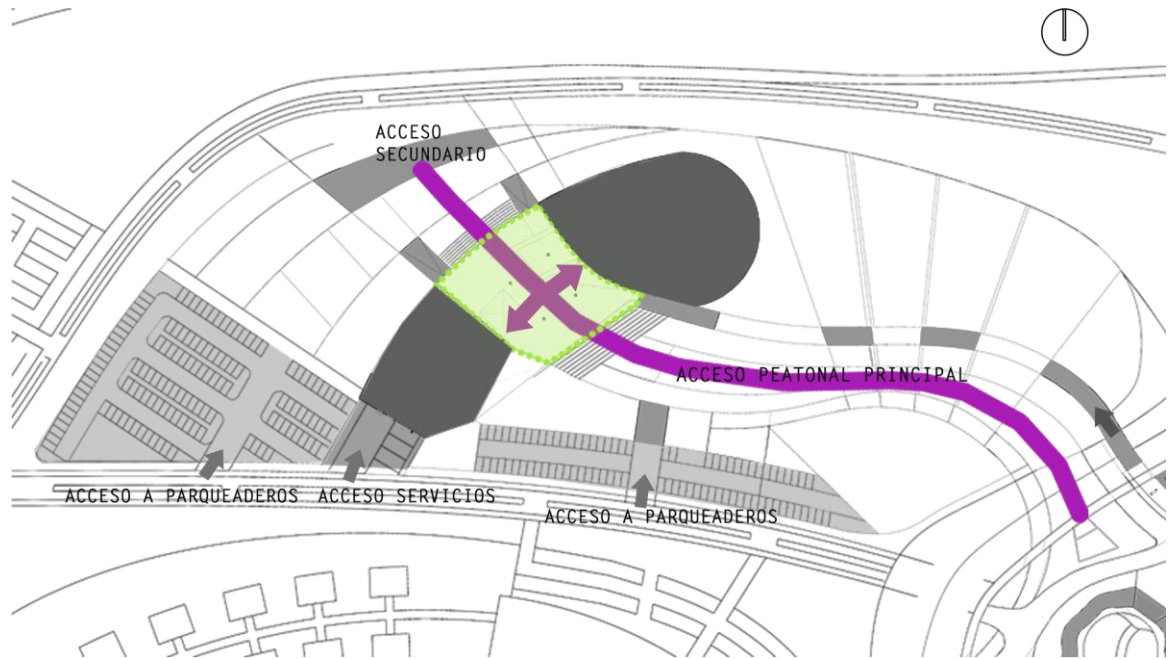 ACCESO
SECUNDARIO
ACCESO PEATONAL PRINCIPAL
ACCESO A PARQUEADEROS
ACCESO SERVICIOS
ACCESO A PARQUEADEROS